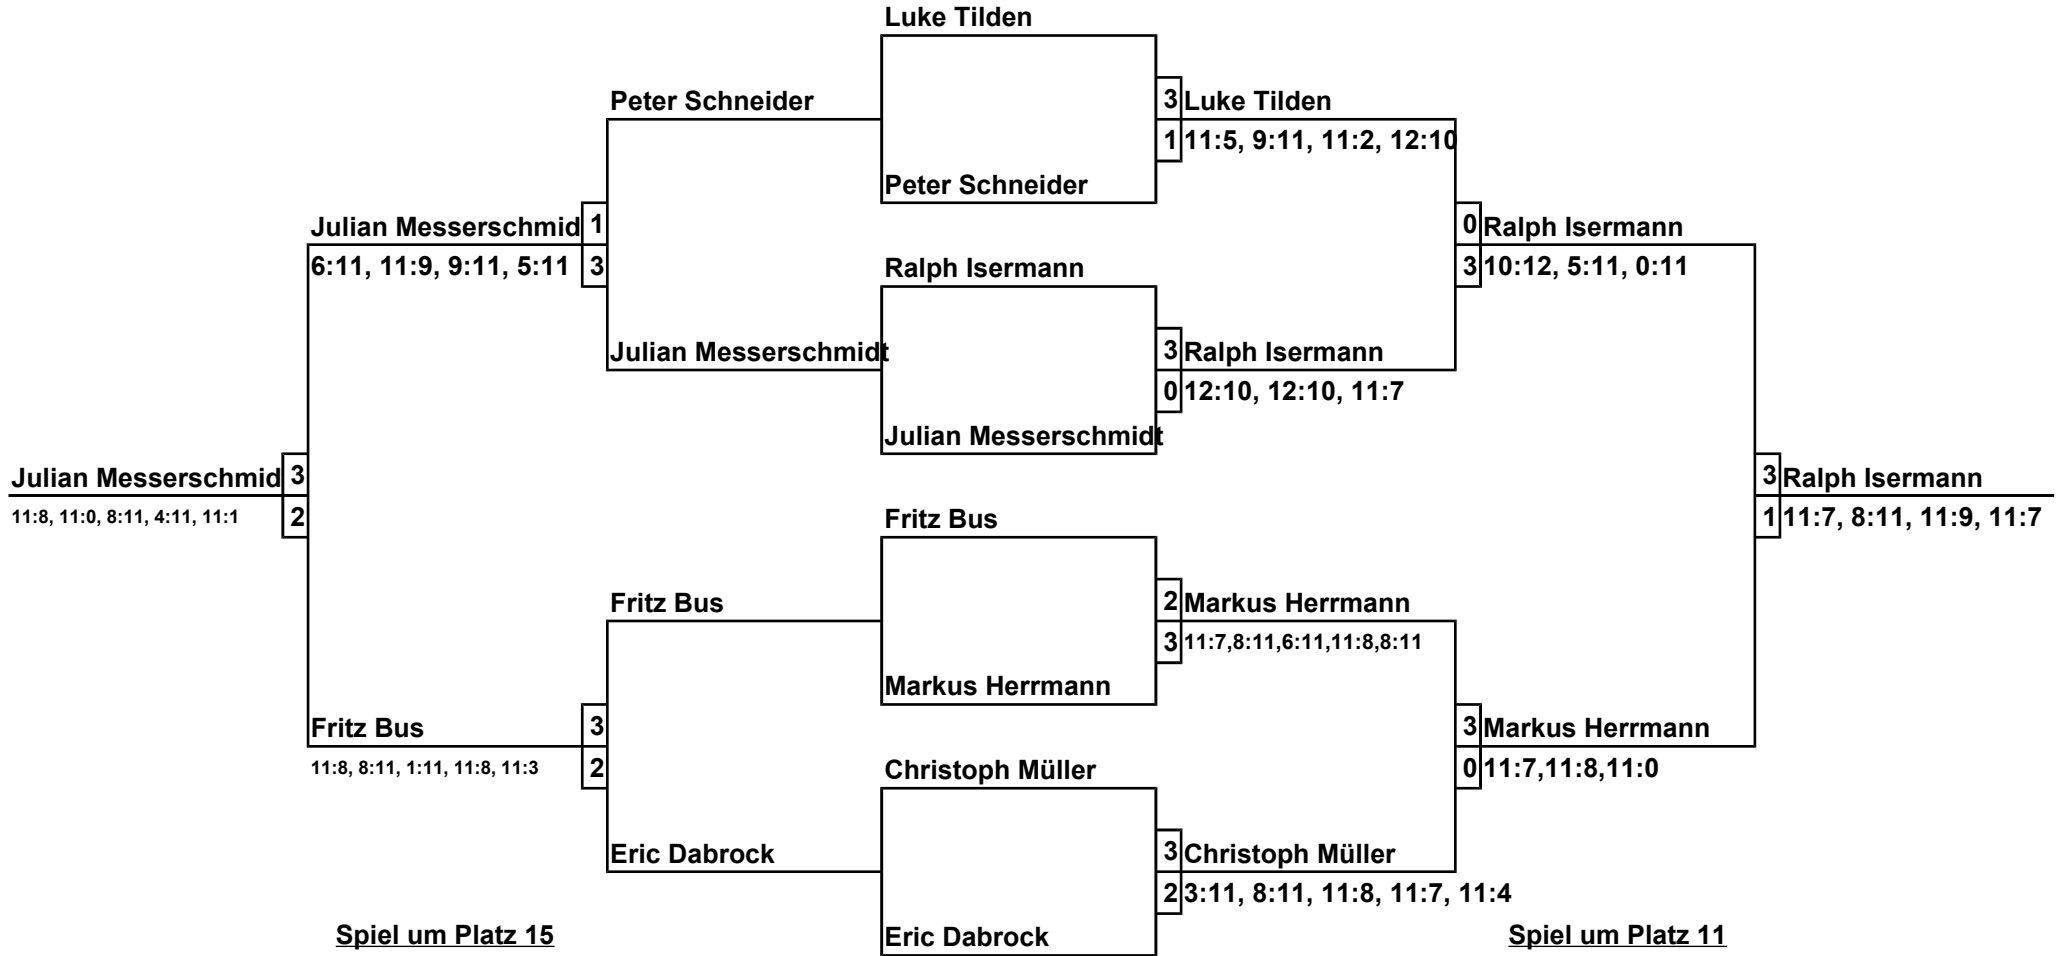 Luke Tilden
Peter Schneider
3 Luke Tilden
1 11:5, 9:11, 11:2, 12:10
Peter Schneider
Julian Messerschmid 1
6:11, 11:9, 9:11, 5:11 3
0 Ralph Isermann
3 10:12, 5:11, 0:11
Ralph Isermann
Julian Messerschmidt
3 Ralph Isermann
0 12:10, 12:10, 11:7
Julian Messerschmidt
Julian Messerschmid 3
11:8, 11:0, 8:11, 4:11, 11:1 2
3 Ralph Isermann
1 11:7, 8:11, 11:9, 11:7
Fritz Bus
Fritz Bus
2 Markus Herrmann
3 11:7,8:11,6:11,11:8,8:11
Markus Herrmann
Fritz Bus 3
11:8, 8:11, 1:11, 11:8, 11:3 2
3 Markus Herrmann
0 11:7,11:8,11:0
Christoph Müller
Eric Dabrock
3 Christoph Müller
2 3:11, 8:11, 11:8, 11:7, 11:4
Eric Dabrock
Spiel um Platz 15
Spiel um Platz 11